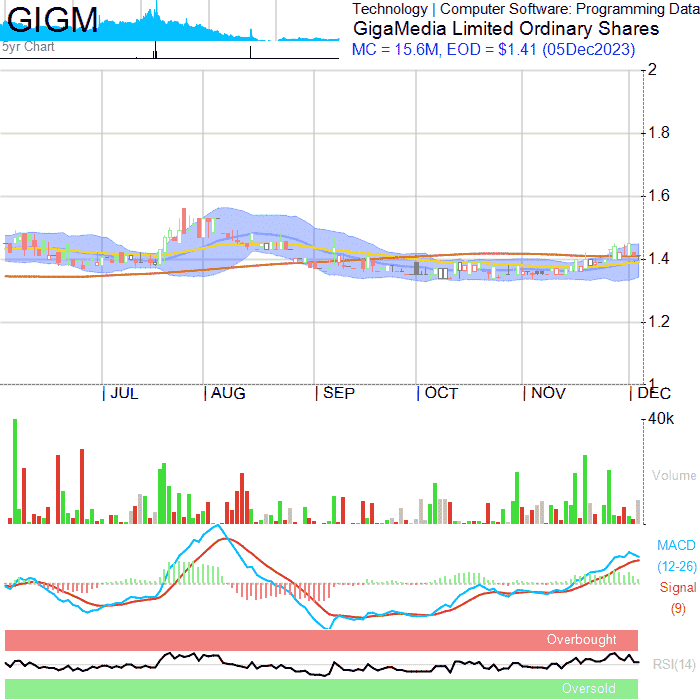 GIGM
5yr Chart
Technology | Computer Software: Programming Data
GigaMedia Limited Ordinary Shares
MC = 15.6M, EOD = $1.41 (05Dec2023)
2
1.8
1.6
1.4
1.2
1
JUL AUG SEP OCT NOV DEC
40k
Volume
MACD
(12-26)
Signal
(9)
Overbought
RSI(14)
Oversold